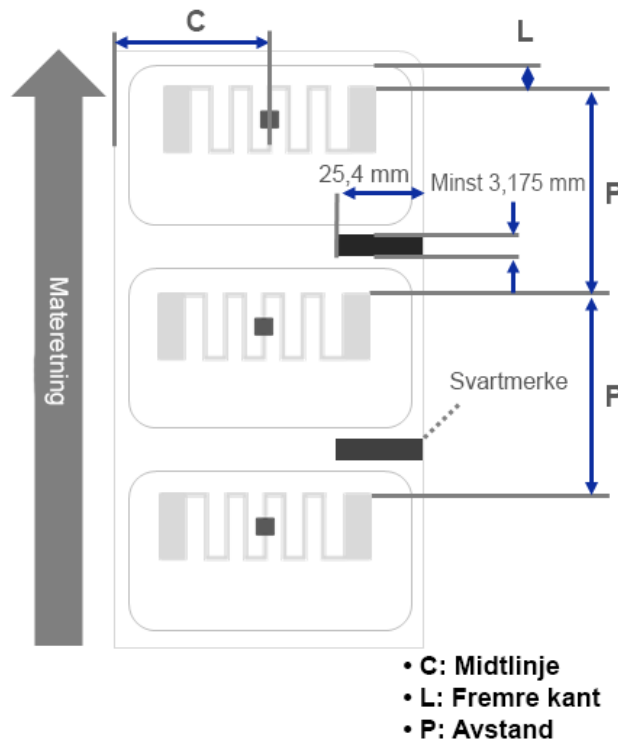 C
L
25,4 mm
Minst 3,175 mm
P
Materetning
Svartmerke
P
• C: Midtlinje
• L: Fremre kant
• P: Avstand